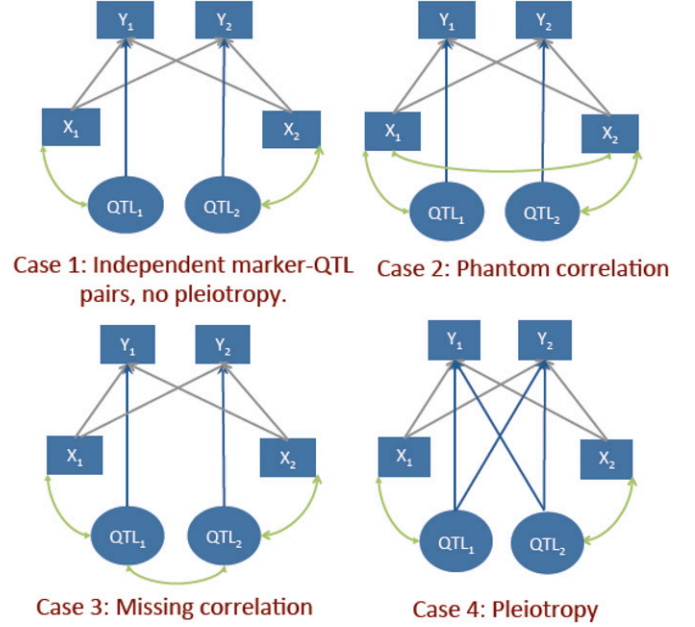 Y1 Y2 Y1 Y2
X1 X2 X1 X2
QTL1 QTL2 QTL1 QTL2
Case 1: Independent marker-QTL
pairs, no pleiotropy.
Case 2: Phantom correlation
Y1 Y2 Y1 Y2
X1 X2 X1 X2
QTL1 QTL2 QTL1 QTL2
Case 3: Missing correlation
Case 4: Pleiotropy